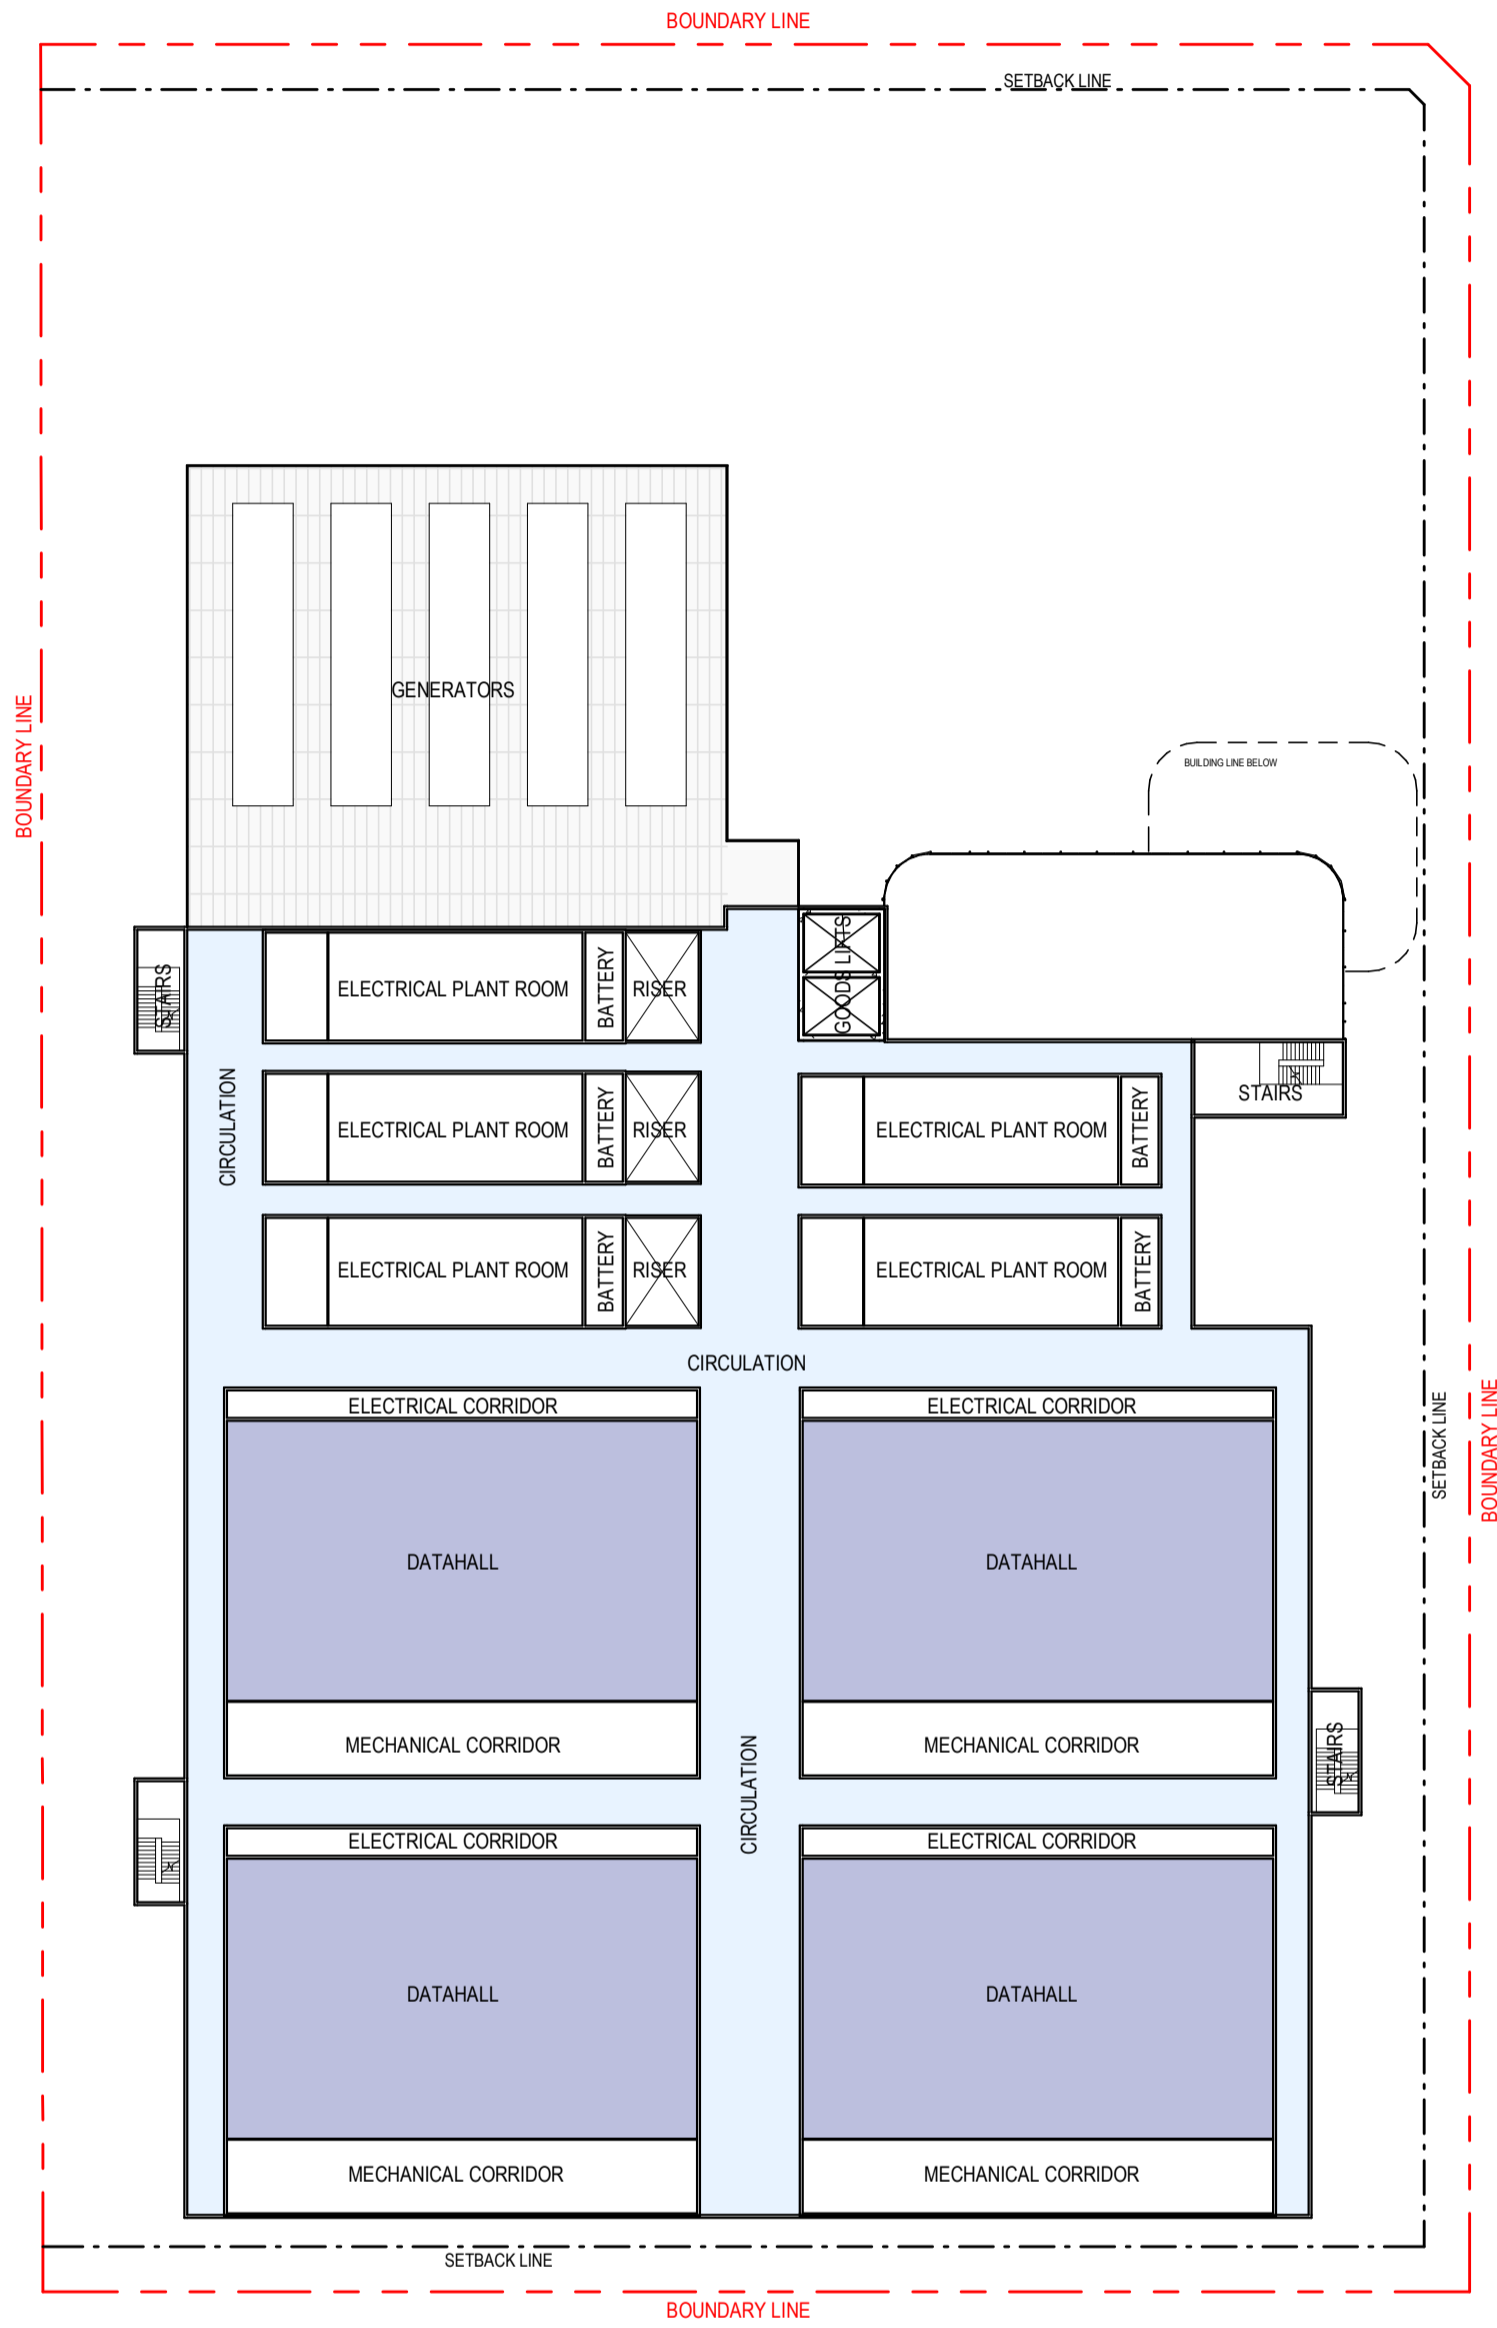 BOUNDARY LINE
SETBACK LINE
BOUNDARY LINE
GENERATORS
BUILDING LINE BELOW
STAIRS
ELECTRICAL PLANT ROOM
BATTERY
RISER
GOODS LIFTS
CIRCULATION
STAIRS
ELECTRICAL PLANT ROOM
BATTERY
RISER
ELECTRICAL PLANT ROOM
BATTERY
ELECTRICAL PLANT ROOM
BATTERY
RISER
ELECTRICAL PLANT ROOM
BATTERY
CIRCULATION
ELECTRICAL CORRIDOR
ELECTRICAL CORRIDOR
SETBACK LINE
BOUNDARY LINE
DATAHALL
DATAHALL
MECHANICAL CORRIDOR
MECHANICAL CORRIDOR
STAIRS
CIRCULATION
ELECTRICAL CORRIDOR
ELECTRICAL CORRIDOR
DATAHALL
DATAHALL
MECHANICAL CORRIDOR
MECHANICAL CORRIDOR
SETBACK LINE
BOUNDARY LINE